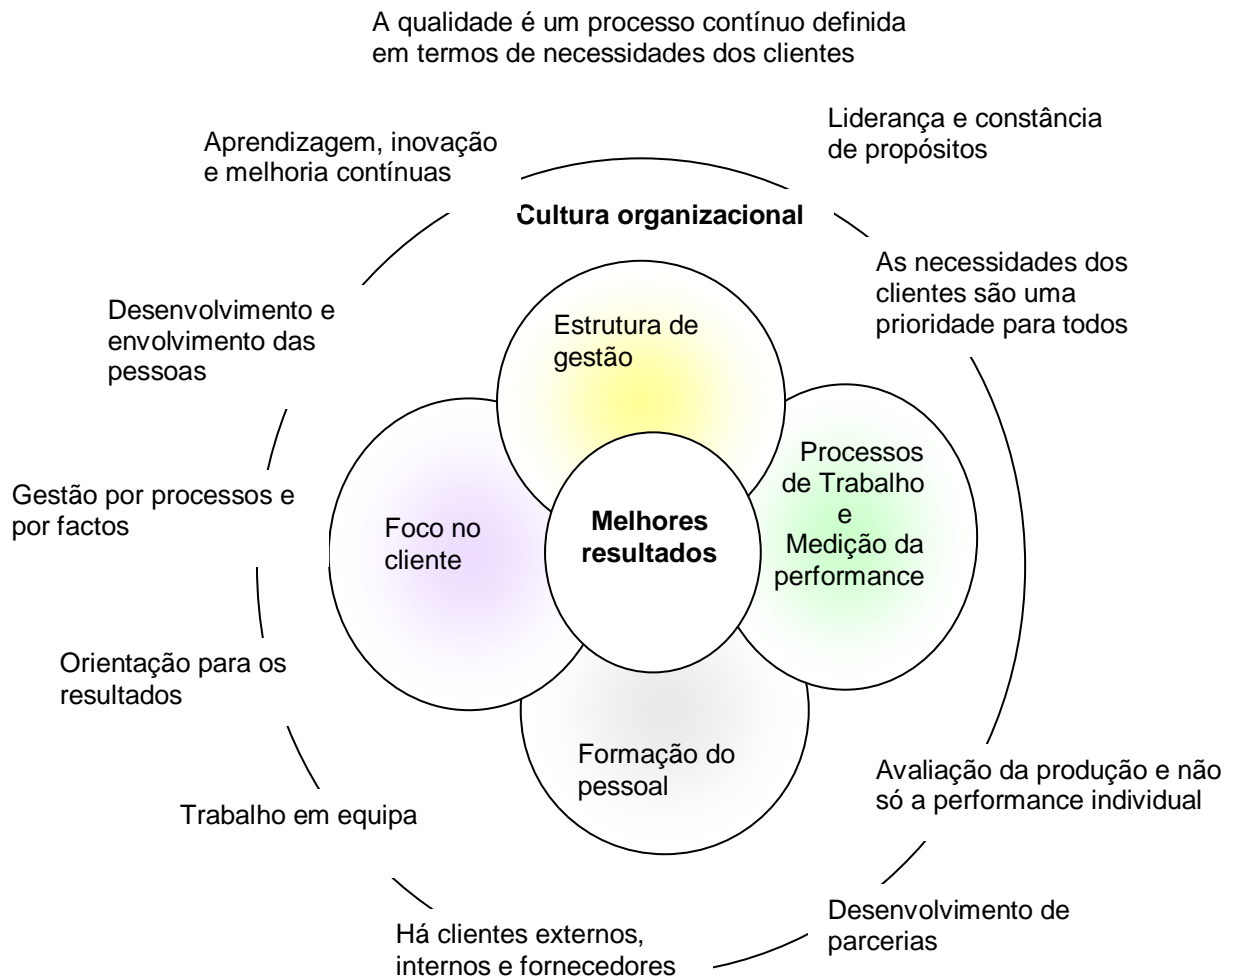 A qualidade é um processo contínuo definida
em termos de necessidades dos clientes
Liderança e constância
de propósitos
Aprendizagem, inovação
e melhoria contínuas
Cultura organizacional
As necessidades dos
clientes são uma
prioridade para todos
Desenvolvimento e
envolvimento das
pessoas
Estrutura de
gestão
Processos
de Trabalho
e
Medição da
performance
Gestão por processos e
por factos
Foco no
cliente
Melhores
resultados
Orientação para os
resultados
Formação do
pessoal
Avaliação da produção e não
só a performance individual
Trabalho em equipa
Desenvolvimento de
parcerias
Há clientes externos,
internos e fornecedores